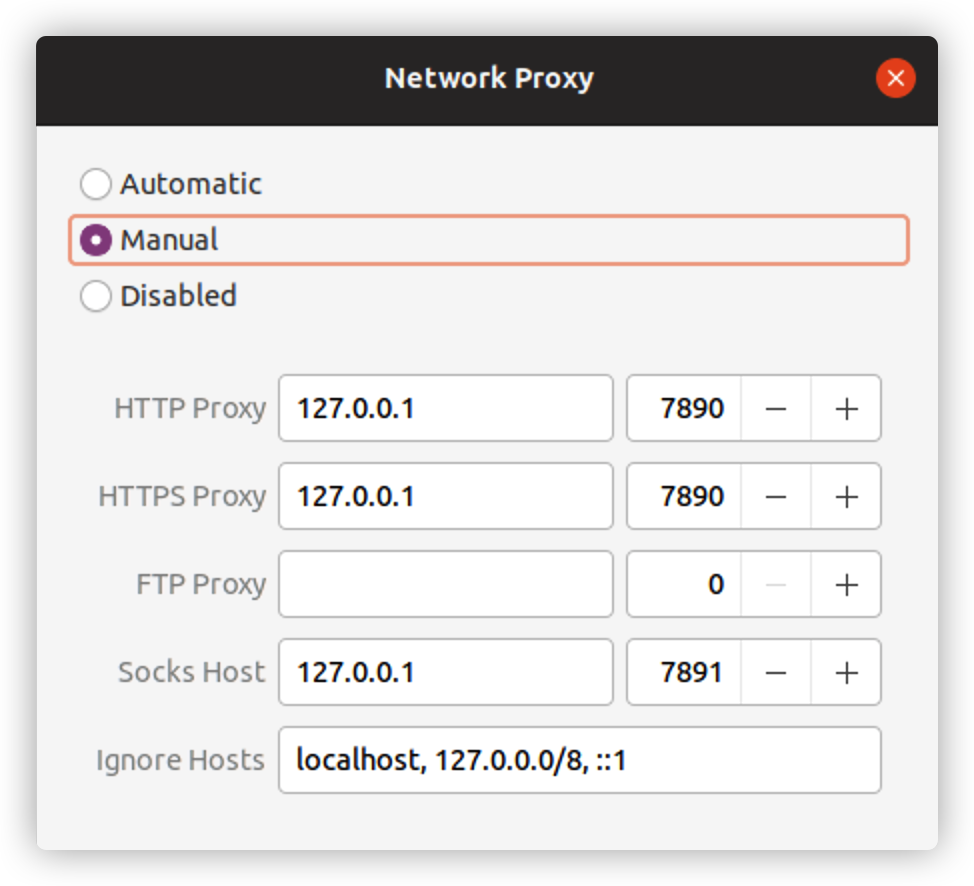 Network Proxy
Automatic
Manual
Disabled
HTTP Proxy 127.0.0.1 7890 − +
HTTPS Proxy 127.0.0.1 7890 − +
FTP Proxy 0 − +
Socks Host 127.0.0.1 7891 − +
Ignore Hosts localhost, 127.0.0.0/8, ::1